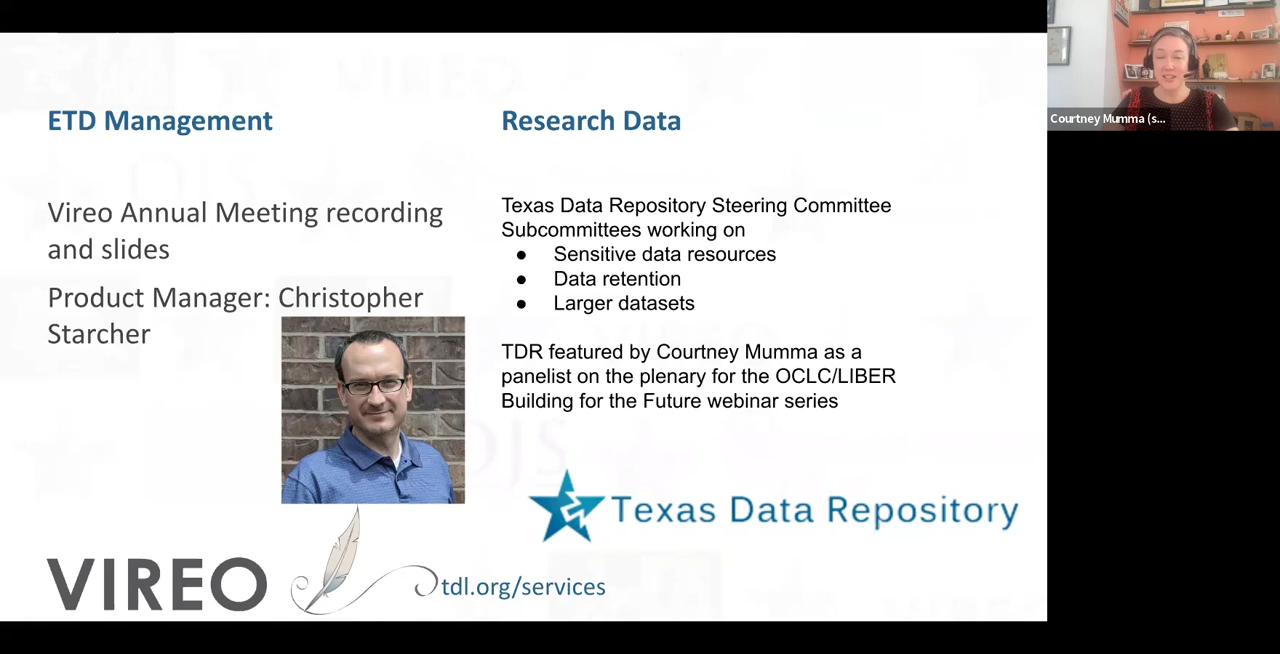 ETD Management
Vireo Annual Meeting recording
and slides
Product Manager: Christopher
Starcher
VIREO
Research Data
Texas Data Repository Steering Committee
Subcommittees working on
● Sensitive data resources
● Data retention
● Larger datasets
TDR featured by Courtney Mumma as a
panelist on the plenary for the OCLC/LIBER
Building for the Future webinar series
Texas Data Repository
tdl.org/services
Courtney Mumma (s...